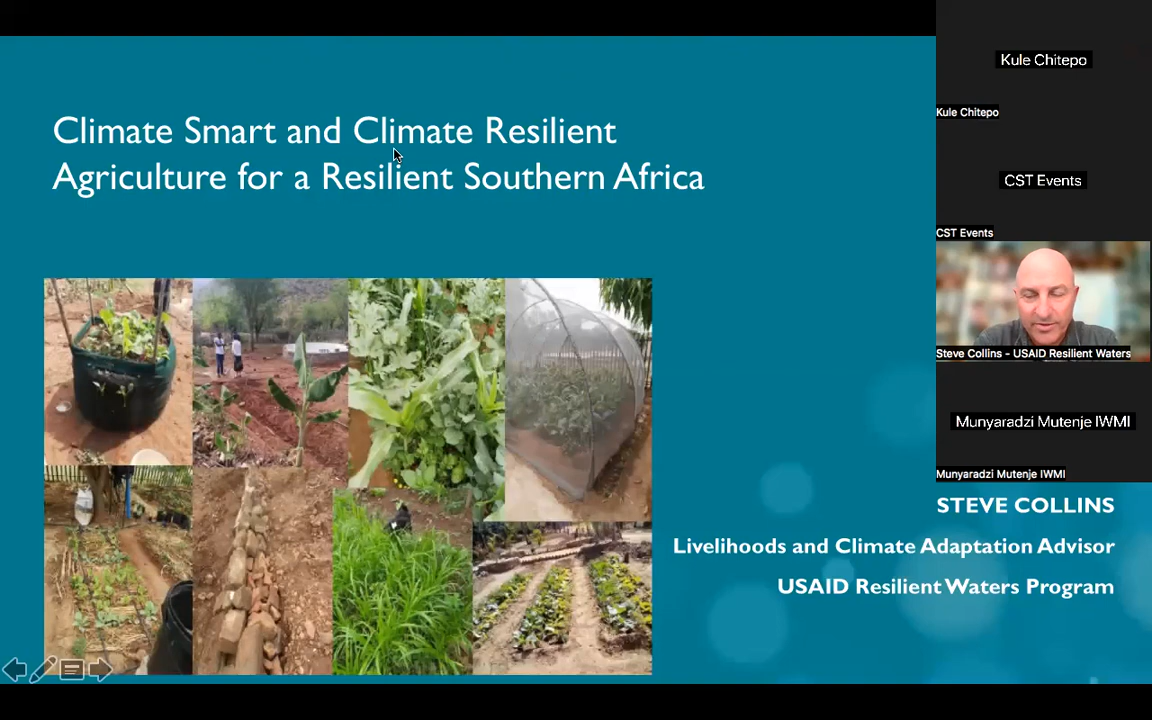 Climate Smart and Climate Resilient
Agriculture for a Resilient Southern Africa
STEVE COLLINS
Livelihoods and Climate Adaptation Advisor
USAID Resilient Waters Program
Kule Chitepo
Kule Chitepo
CST Events
CST Events
Steve Collins - USAID Resilient Waters
Munyaradzi Mutenje IWMI
Munyaradzi Mutenje IWMI